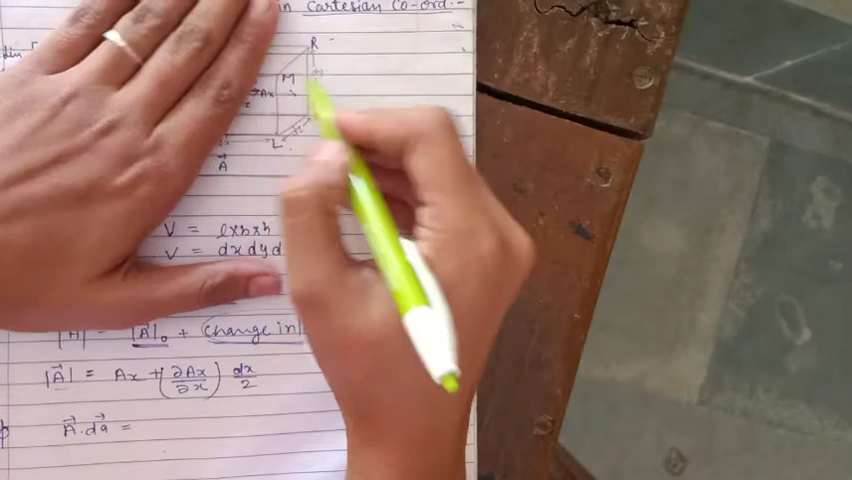 in Cartesian Co-ord.
R
M
Ax
L
A⃗
V = l×b×h
V = dx dy d
|A| = |A|₀ + (change in
|A⃗| = Ax + (∂Ax/∂x) dx/2
A⃗.da⃗ =